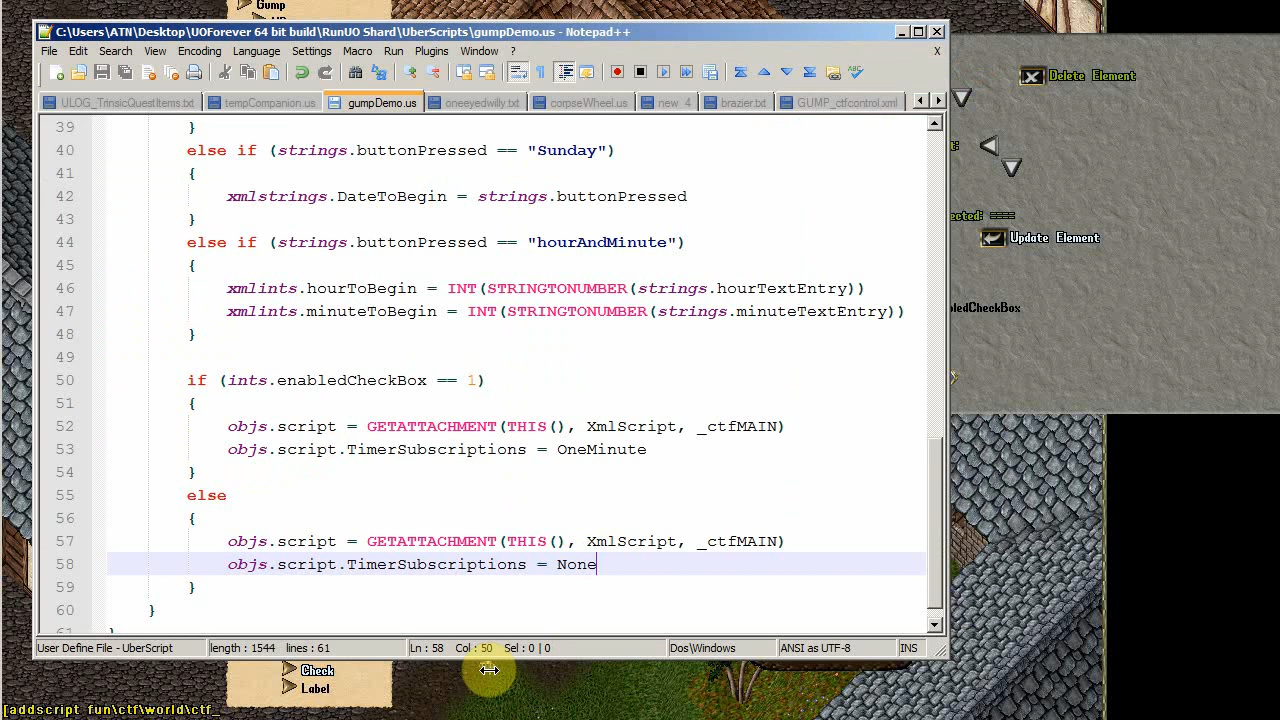 Gump
C:\Users\ATN\Desktop\UOForever 64 bit build\RunUO Shard\UberScripts\gumpDemo.us - Notepad++
File Edit Search View Encoding Language Settings Macro Run Plugins Window ? X
ULOG_TrinsicQuestItems.txt tempCompanion.us gumpDemo.us oneeyedwilly.txt corpseWheel.us new 4 brazier.txt GUMP_ctfcontrol.xml
39 }
40 else if (strings.buttonPressed == "Sunday")
41 {
42 xmlstrings.DateToBegin = strings.buttonPressed
43 }
44 else if (strings.buttonPressed == "hourAndMinute")
45 {
46 xmlints.hourToBegin = INT(STRINGTONUMBER(strings.hourTextEntry))
47 xmlints.minuteToBegin = INT(STRINGTONUMBER(strings.minuteTextEntry))
48 }
49
50 if (ints.enabledCheckBox == 1)
51 {
52 objs.script = GETATTACHMENT(THIS(), XmlScript, _ctfMAIN)
53 objs.script.TimerSubscriptions = OneMinute
54 }
55 else
56 {
57 objs.script = GETATTACHMENT(THIS(), XmlScript, _ctfMAIN)
58 objs.script.TimerSubscriptions = None
59 }
60 }
61 }
User Define File - UberScript length : 1544 lines : 61 Ln : 58 Col : 50 Sel : 0 | 0 Dos\Windows ANSI as UTF-8 INS
Delete Element
t:
ected: ====
Update Element
ledCheckBox
Check
Label
[addscript fun\ctf\world\ctf_